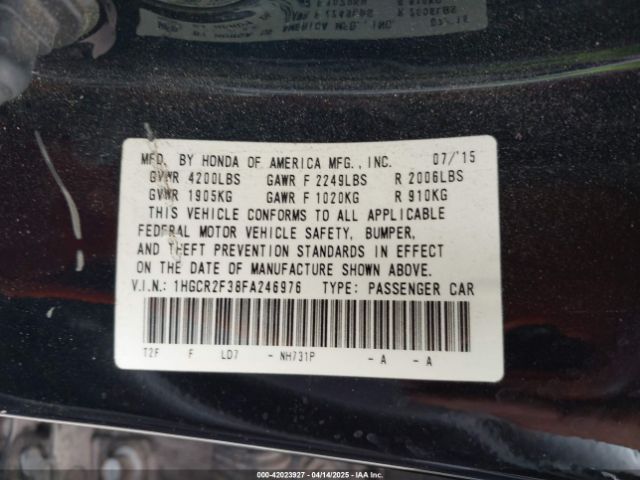 MFD. BY HONDA OF AMERICA MFG., INC. 07/'15
GVWR 4200LBS GAWR F 2249LBS R 2006LBS
GVWR 1905KG GAWR F 1020KG R 910KG
THIS VEHICLE CONFORMS TO ALL APPLICABLE
FEDERAL MOTOR VEHICLE SAFETY, BUMPER,
AND THEFT PREVENTION STANDARDS IN EFFECT
ON THE DATE OF MANUFACTURE SHOWN ABOVE.
V.I.N.: 1HGCR2F38FA246976 TYPE: PASSENGER CAR
T2F F LD7 - NH731P - A - A
000-42023927 - 04/14/2025 - IAAI.COM